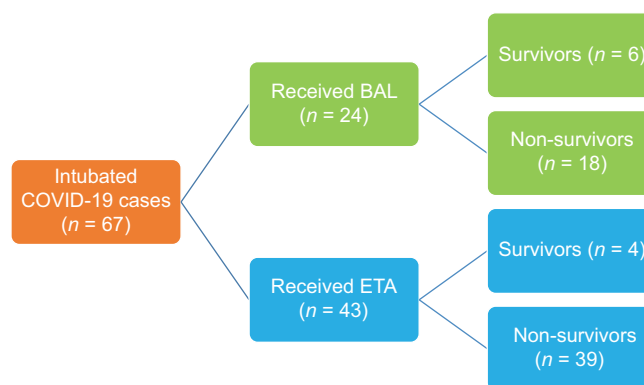 Intubated
COVID-19 cases
(n = 67)
Received BAL
(n = 24)
Survivors (n = 6)
Non-survivors
(n = 18)
Received ETA
(n = 43)
Survivors (n = 4)
Non-survivors
(n = 39)